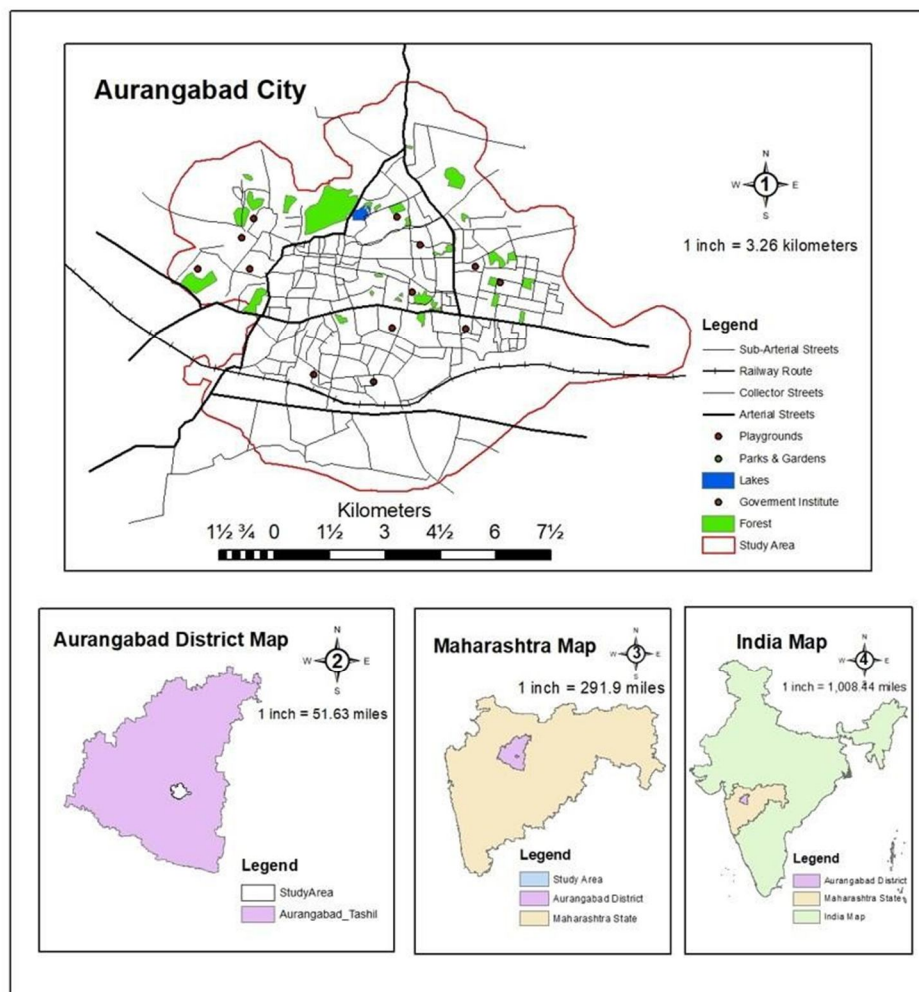 Aurangabad City
N
W 1 E
S
1 inch = 3.26 kilometers
Legend
Sub-Arterial Streets
Railway Route
Collector Streets
Arterial Streets
Playgrounds
Parks & Gardens
Lakes
Goverment Institute
Forest
Study Area
Kilometers
1½ ¾ 0 1½ 3 4½ 6 7½
Aurangabad District Map
N
W 2 E
S
1 inch = 51.63 miles
Legend
StudyArea
Aurangabad_Tashil
Maharashtra Map
N
W 3 E
S
1 inch = 291.9 miles
Legend
Study Area
Aurangabad District
Maharashtra State
India Map
N
W 4 E
S
1 inch = 1,008.44 miles
Legend
Aurangabad District
Maharashtra State
India Map